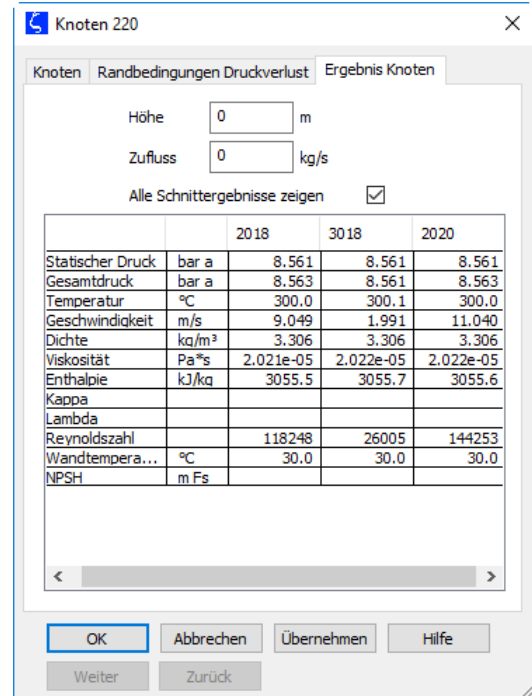 Knoten 220
Knoten Randbedingungen Druckverlust Ergebnis Knoten
Höhe 0 m
Zufluss 0 kg/s
Alle Schnittergebnisse zeigen
2018 3018 2020
Statischer Druck bar a 8.561 8.561 8.561
Gesamtdruck bar a 8.563 8.561 8.563
Temperatur °C 300.0 300.1 300.0
Geschwindigkeit m/s 9.049 1.991 11.040
Dichte kg/m³ 3.306 3.306 3.306
Viskosität Pa*s 2.021e-05 2.022e-05 2.022e-05
Enthalpie kJ/kg 3055.5 3055.7 3055.6
Kappa
Lambda
Reynoldszahl 118248 26005 144253
Wandtempera... °C 30.0 30.0 30.0
NPSH m Fs
OK Abbrechen Übernehmen Hilfe
Weiter Zurück